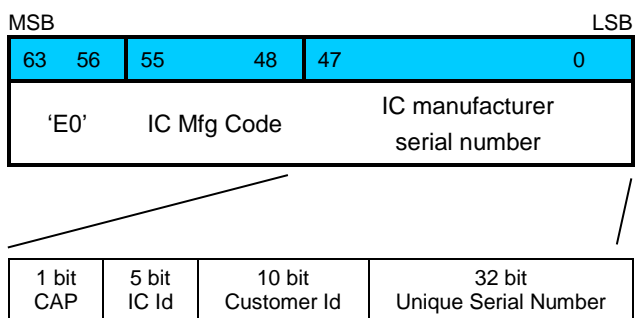 MSB LSB
63 56 55 48 47 0
‘E0’ IC Mfg Code IC manufacturer
serial number
1 bit 5 bit 10 bit 32 bit
CAP IC Id Customer Id Unique Serial Number